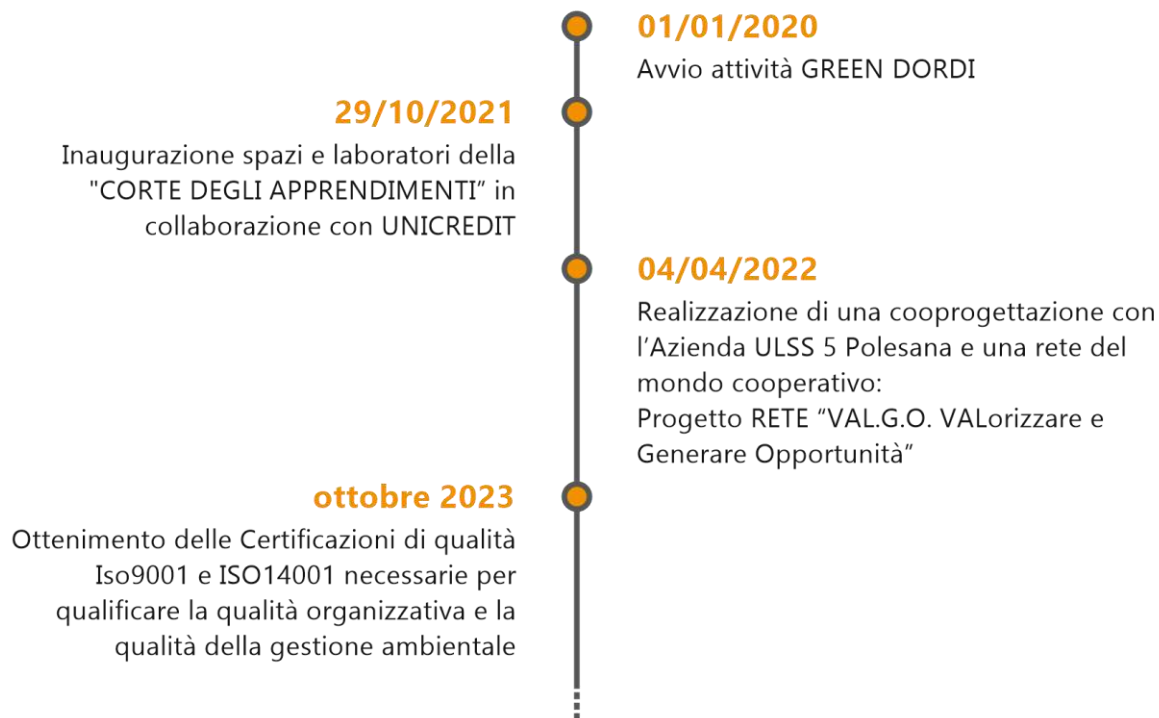 01/01/2020
Avvio attività GREEN DORDI
29/10/2021
Inaugurazione spazi e laboratori della
"CORTE DEGLI APPRENDIMENTI” in
collaborazione con UNICREDIT
04/04/2022
Realizzazione di una cooprogettazione con
l’Azienda ULSS 5 Polesana e una rete del
mondo cooperativo:
Progetto RETE “VAL.G.O. VALorizzare e
Generare Opportunità”
ottobre 2023
Ottenimento delle Certificazioni di qualità
Iso9001 e ISO14001 necessarie per
qualificare la qualità organizzativa e la
qualità della gestione ambientale